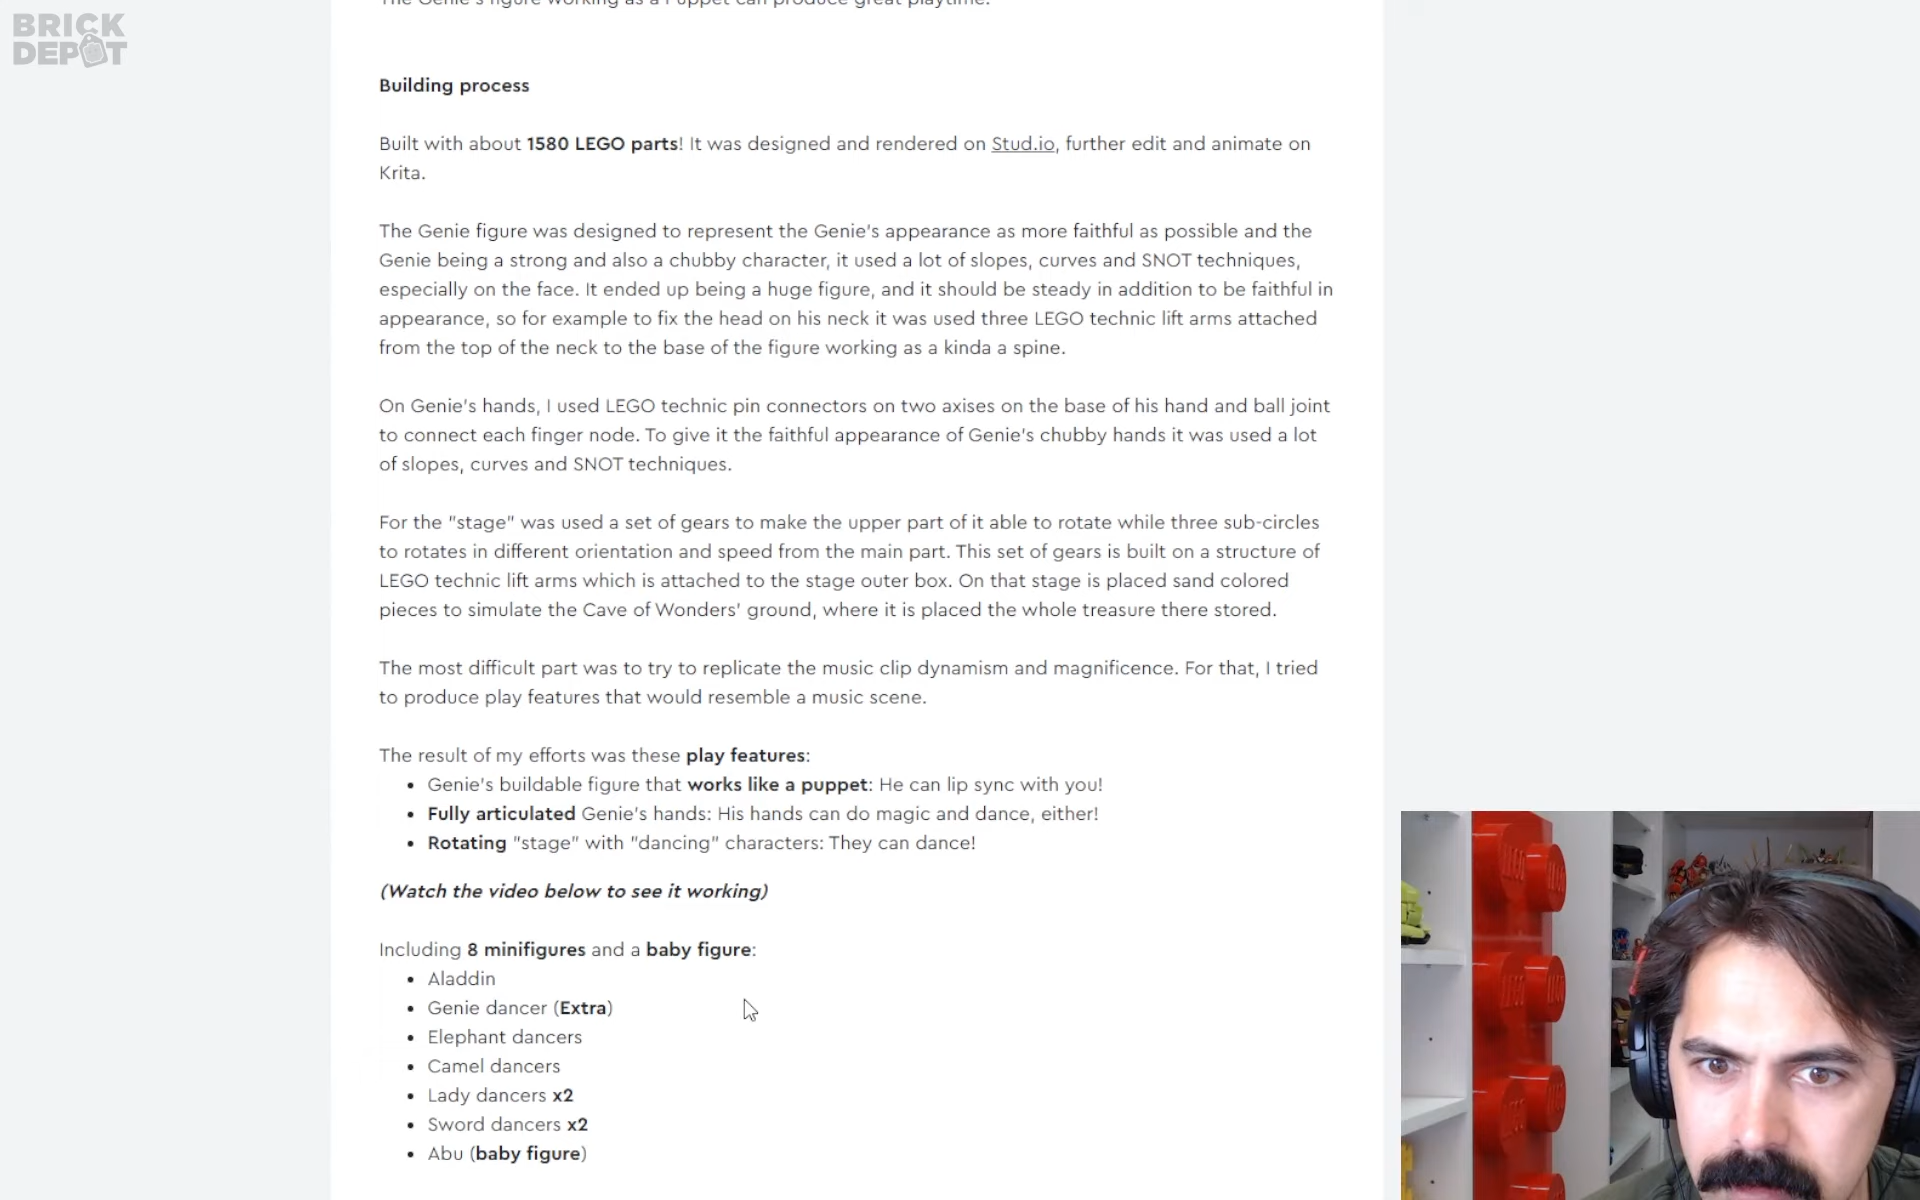 BRICK
DEPOT
The Genie's figure working as a Puppet can produce great playtime.
Building process
Built with about 1580 LEGO parts! It was designed and rendered on Stud.io, further edit and animate on
Krita.
The Genie figure was designed to represent the Genie's appearance as more faithful as possible and the
Genie being a strong and also a chubby character, it used a lot of slopes, curves and SNOT techniques,
especially on the face. It ended up being a huge figure, and it should be steady in addition to be faithful in
appearance, so for example to fix the head on his neck it was used three LEGO technic lift arms attached
from the top of the neck to the base of the figure working as a kinda a spine.
On Genie's hands, I used LEGO technic pin connectors on two axises on the base of his hand and ball joint
to connect each finger node. To give it the faithful appearance of Genie's chubby hands it was used a lot
of slopes, curves and SNOT techniques.
For the "stage" was used a set of gears to make the upper part of it able to rotate while three sub-circles
to rotates in different orientation and speed from the main part. This set of gears is built on a structure of
LEGO technic lift arms which is attached to the stage outer box. On that stage is placed sand colored
pieces to simulate the Cave of Wonders' ground, where it is placed the whole treasure there stored.
The most difficult part was to try to replicate the music clip dynamism and magnificence. For that, I tried
to produce play features that would resemble a music scene.
The result of my efforts was these play features:
• Genie's buildable figure that works like a puppet: He can lip sync with you!
• Fully articulated Genie's hands: His hands can do magic and dance, either!
• Rotating "stage" with "dancing" characters: They can dance!
(Watch the video below to see it working)
Including 8 minifigures and a baby figure:
• Aladdin
• Genie dancer (Extra)
• Elephant dancers
• Camel dancers
• Lady dancers x2
• Sword dancers x2
• Abu (baby figure)